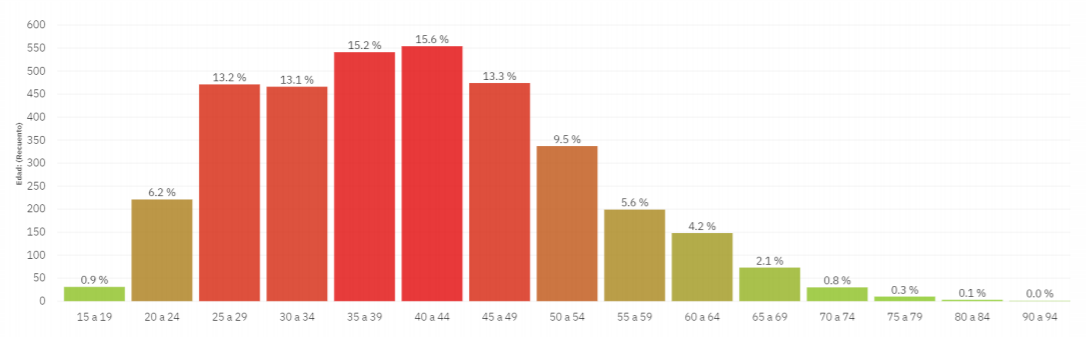 600
550
500
450
400
350
300
250
200
150
100
50
0
Edad: (Recuento)
0.9 %
6.2 %
13.2 %
13.1 %
15.2 %
15.6 %
13.3 %
9.5 %
5.6 %
4.2 %
2.1 %
0.8 %
0.3 %
0.1 %
0.0 %
15 a 19
20 a 24
25 a 29
30 a 34
35 a 39
40 a 44
45 a 49
50 a 54
55 a 59
60 a 64
65 a 69
70 a 74
75 a 79
80 a 84
90 a 94